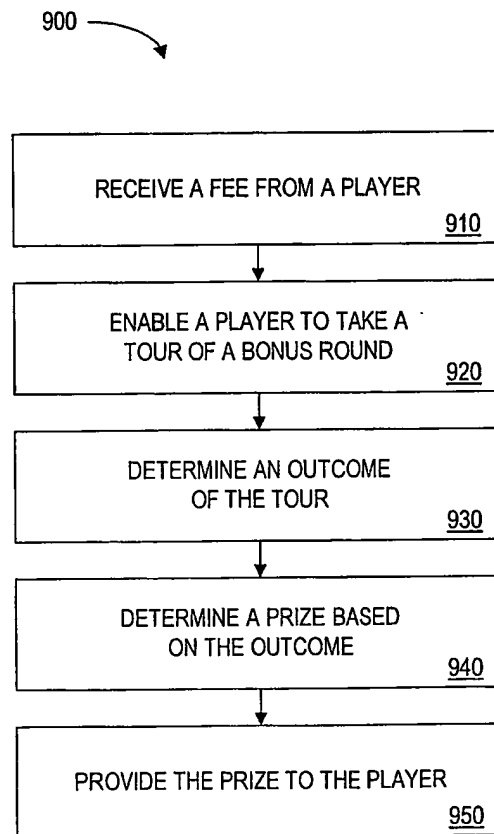 900
RECEIVE A FEE FROM A PLAYER
910
ENABLE A PLAYER TO TAKE A
TOUR OF A BONUS ROUND
920
DETERMINE AN OUTCOME
OF THE TOUR
930
DETERMINE A PRIZE BASED
ON THE OUTCOME
940
PROVIDE THE PRIZE TO THE PLAYER
950